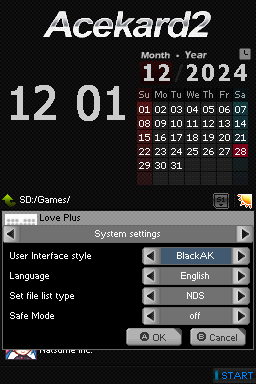 Acekard2
Month • Year
12 / 2024
12 01
Su Mo Tu We Th Fr Sa
01 02 03 04 05 06 07
08 09 10 11 12 13 14
15 16 17 18 19 20 21
22 23 24 25 26 27 28
29 30 31
SD:/Games/
Love Plus
System settings
User Interface style BlackAK
Language English
Set file list type NDS
Safe Mode off
A OK B Cancel
Natsume Inc.
START